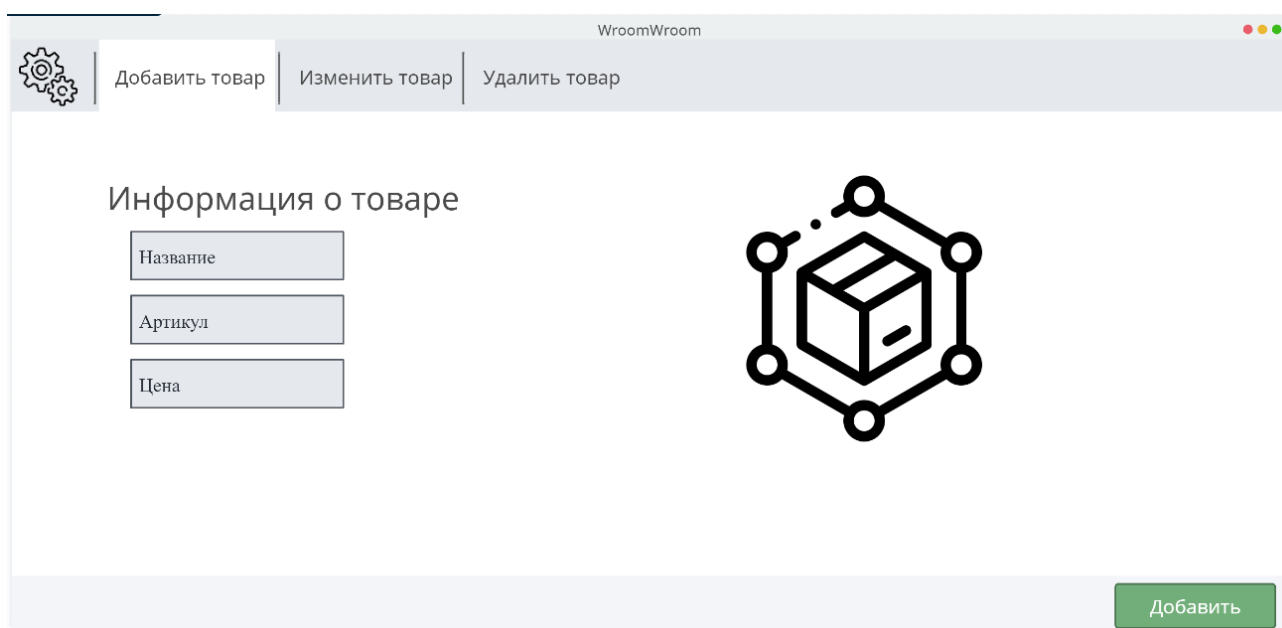 WroomWroom
Добавить товар Изменить товар Удалить товар
Информация о товаре
Название
Артикул
Цена
Добавить